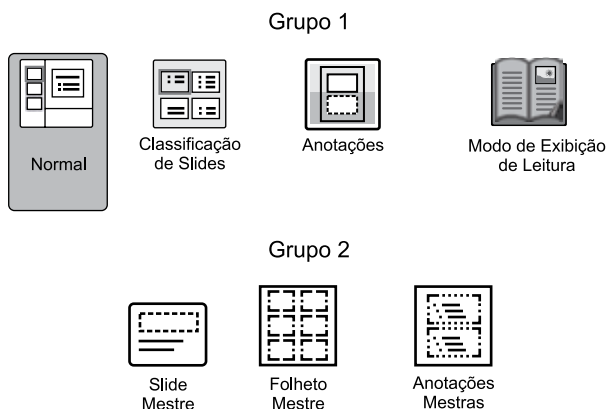 Grupo 1
Normal
Classificação
de Slides
Anotações
Modo de Exibição
de Leitura
Grupo 2
Slide
Mestre
Folheto
Mestre
Anotações
Mestras